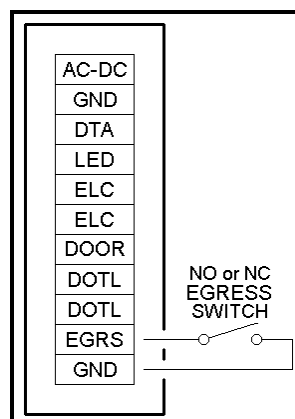 AC-DC
GND
DTA
LED
ELC
ELC
DOOR
DOTL
DOTL
EGRS
GND
NO or NC
EGRESS
SWITCH